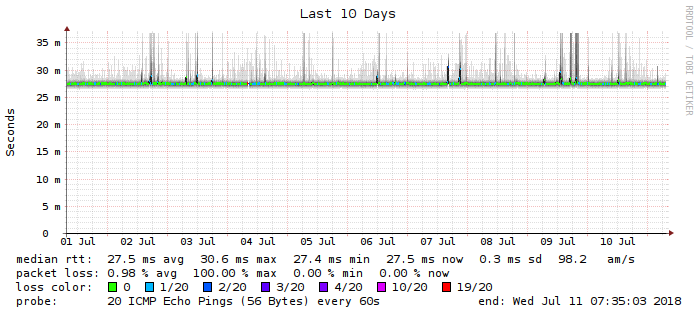 Last 10 Days
RRDTOOL / TOBI OETIKER
Seconds
35 m
30 m
25 m
20 m
15 m
10 m
5 m
0
01 Jul 02 Jul 03 Jul 04 Jul 05 Jul 06 Jul 07 Jul 08 Jul 09 Jul 10 Jul
median rtt: 27.5 ms avg 30.6 ms max 27.4 ms min 27.5 ms now 0.3 ms sd 98.2 am/s
packet loss: 0.98 % avg 100.00 % max 0.00 % min 0.00 % now
loss color: 0 1/20 2/20 3/20 4/20 10/20 19/20
probe: 20 ICMP Echo Pings (56 Bytes) every 60s end: Wed Jul 11 07:35:03 2018